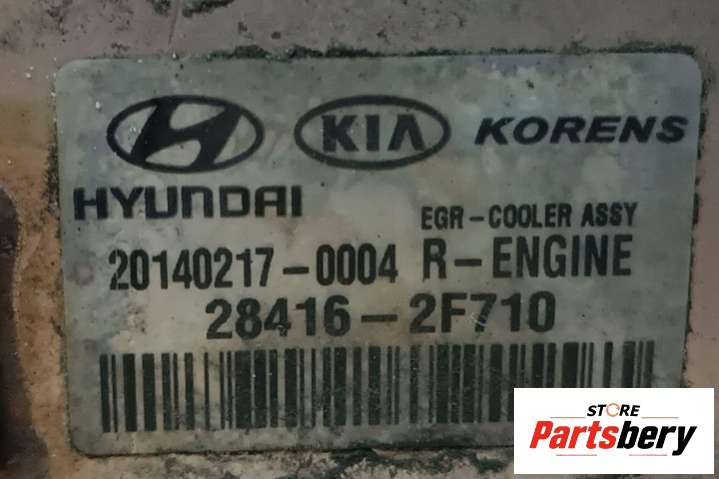 KIA KORENS
HYUNDAI
EGR-COOLER ASSY
20140217-0004 R-ENGINE
28416-2F710
STORE
Partsbery